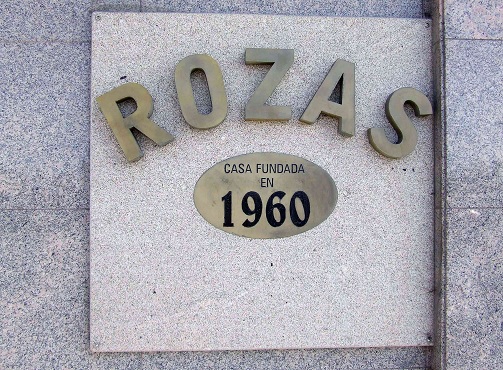 ROZAS
CASA FUNDADA
EN
1960